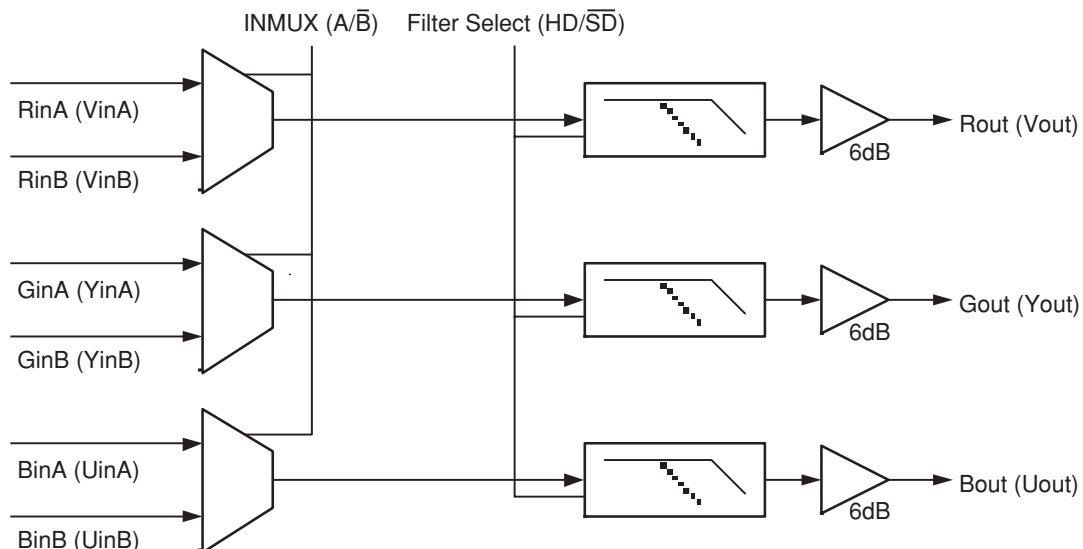 INMUX (A/B̅)
Filter Select (HD/S̅D̅)
RinA (VinA)
RinB (VinB)
6dB
Rout (Vout)
GinA (YinA)
GinB (YinB)
6dB
Gout (Yout)
BinA (UinA)
BinB (UinB)
6dB
Bout (Uout)